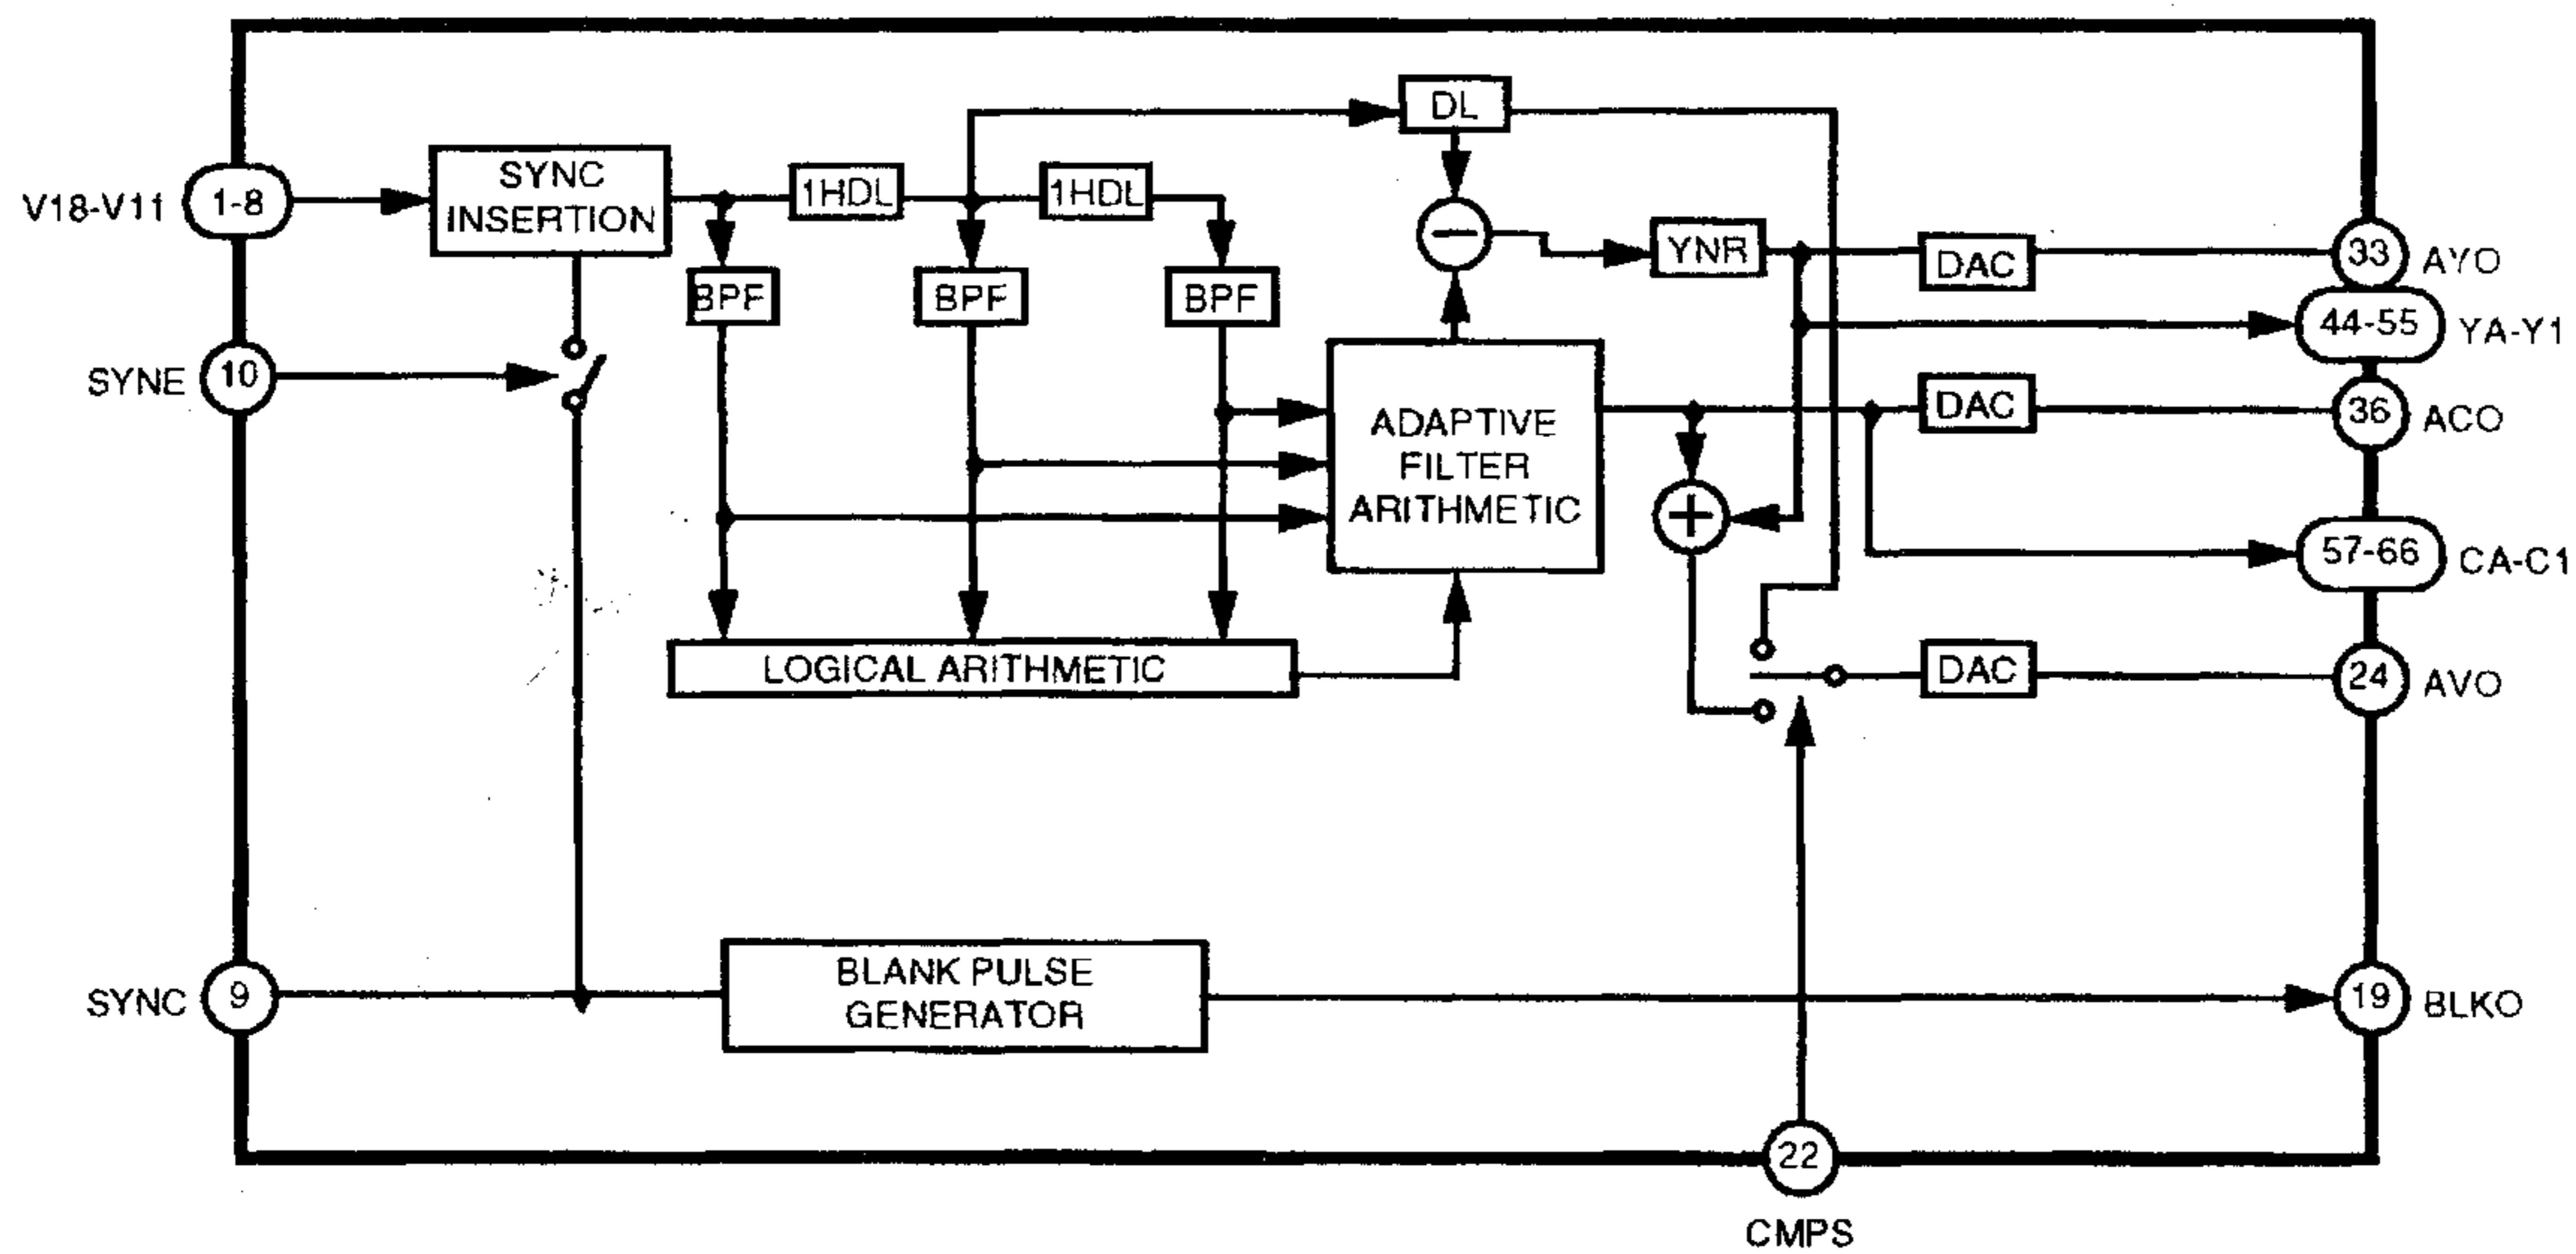 DL
SYNC
INSERTION
1HDL
1HDL
V18-V11
1-8
YNR
DAC
33
AYO
BPF
BPF
BPF
44-55
YA-Y1
SYNE
10
ADAPTIVE
FILTER
ARITHMETIC
DAC
36
ACO
57-66
CA-C1
LOGICAL ARITHMETIC
DAC
24
AVO
SYNC
9
BLANK PULSE
GENERATOR
19
BLKO
22
CMPS